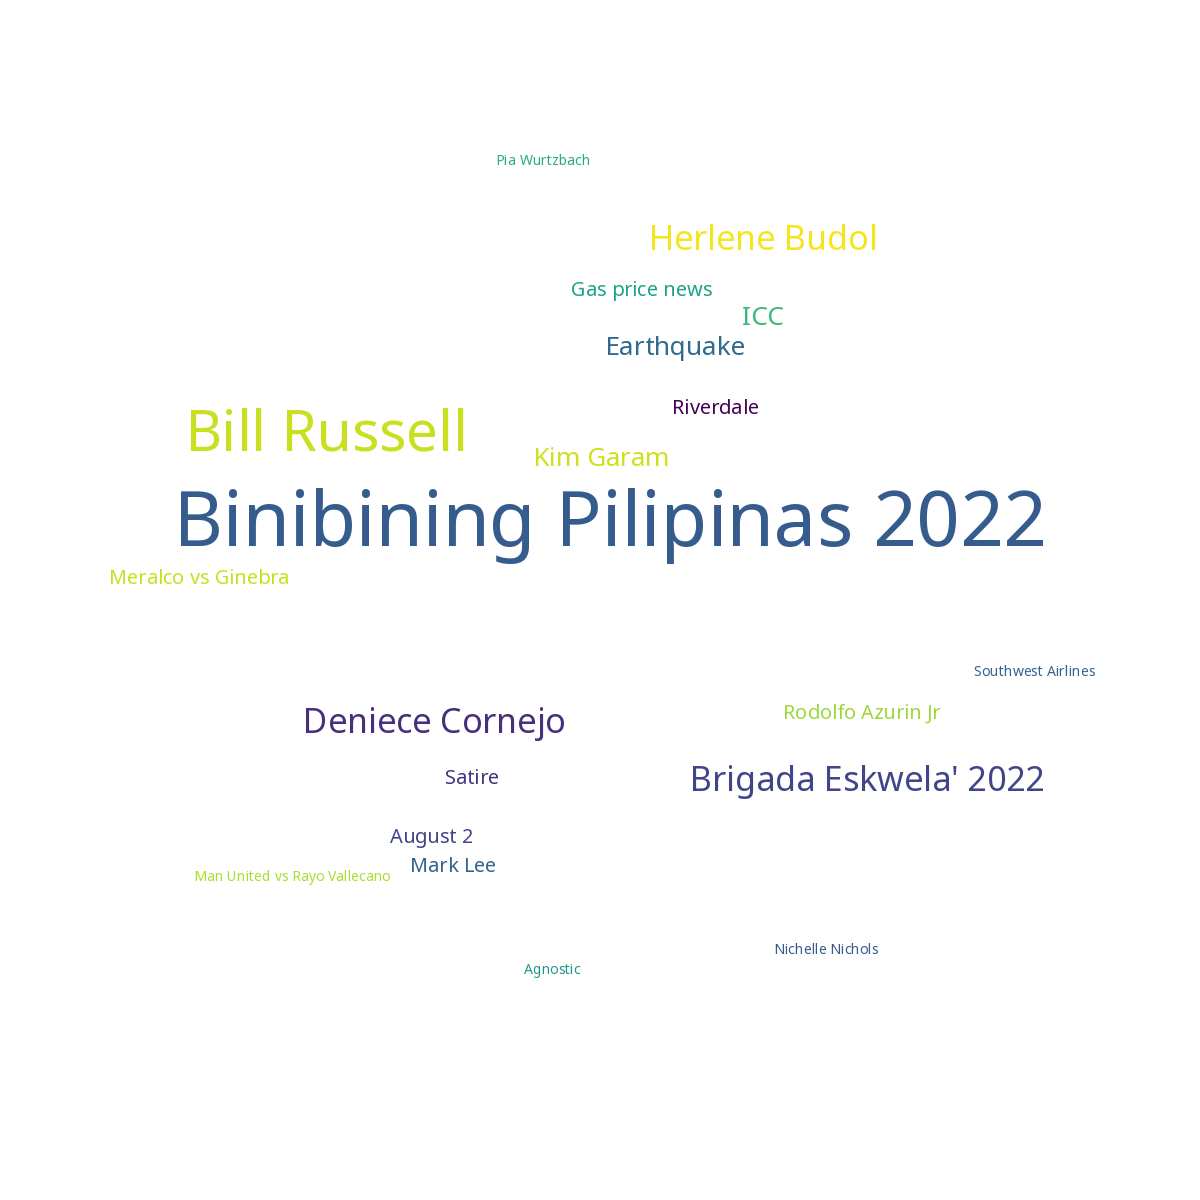 Pia Wurtzbach
Herlene Budol
Gas price news
ICC
Earthquake
Riverdale
Bill Russell
Kim Garam
Binibining Pilipinas 2022
Meralco vs Ginebra
Southwest Airlines
Rodolfo Azurin Jr
Deniece Cornejo
Satire
Brigada Eskwela' 2022
August 2
Mark Lee
Man United vs Rayo Vallecano
Nichelle Nichols
Agnostic